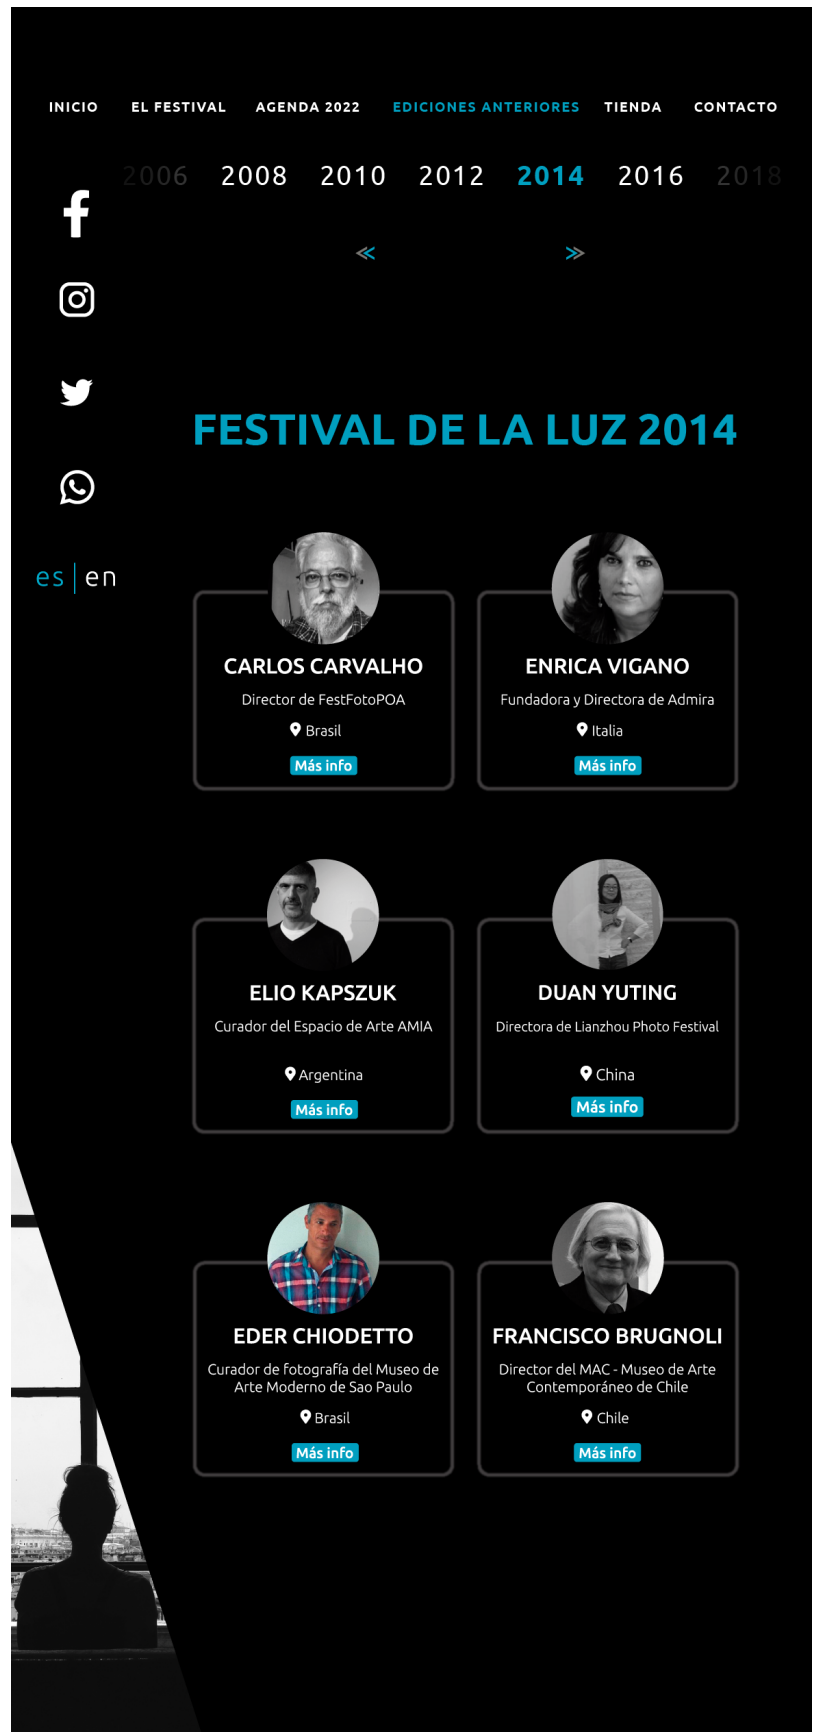 INICIO EL FESTIVAL AGENDA 2022 EDICIONES ANTERIORES TIENDA CONTACTO
2006 2008 2010 2012 2014 2016 2018
FESTIVAL DE LA LUZ 2014
es | en
CARLOS CARVALHO
Director de FestFotoPOA
Brasil
Más info
ENRICA VIGANO
Fundadora y Directora de Admira
Italia
Más info
ELIO KAPSZUK
Curador del Espacio de Arte AMIA
Argentina
Más info
DUAN YUTING
Directora de Lianzhou Photo Festival
China
Más info
EDER CHIODETTO
Curador de fotografía del Museo de
Arte Moderno de Sao Paulo
Brasil
Más info
FRANCISCO BRUGNOLI
Director del MAC - Museo de Arte
Contemporáneo de Chile
Chile
Más info